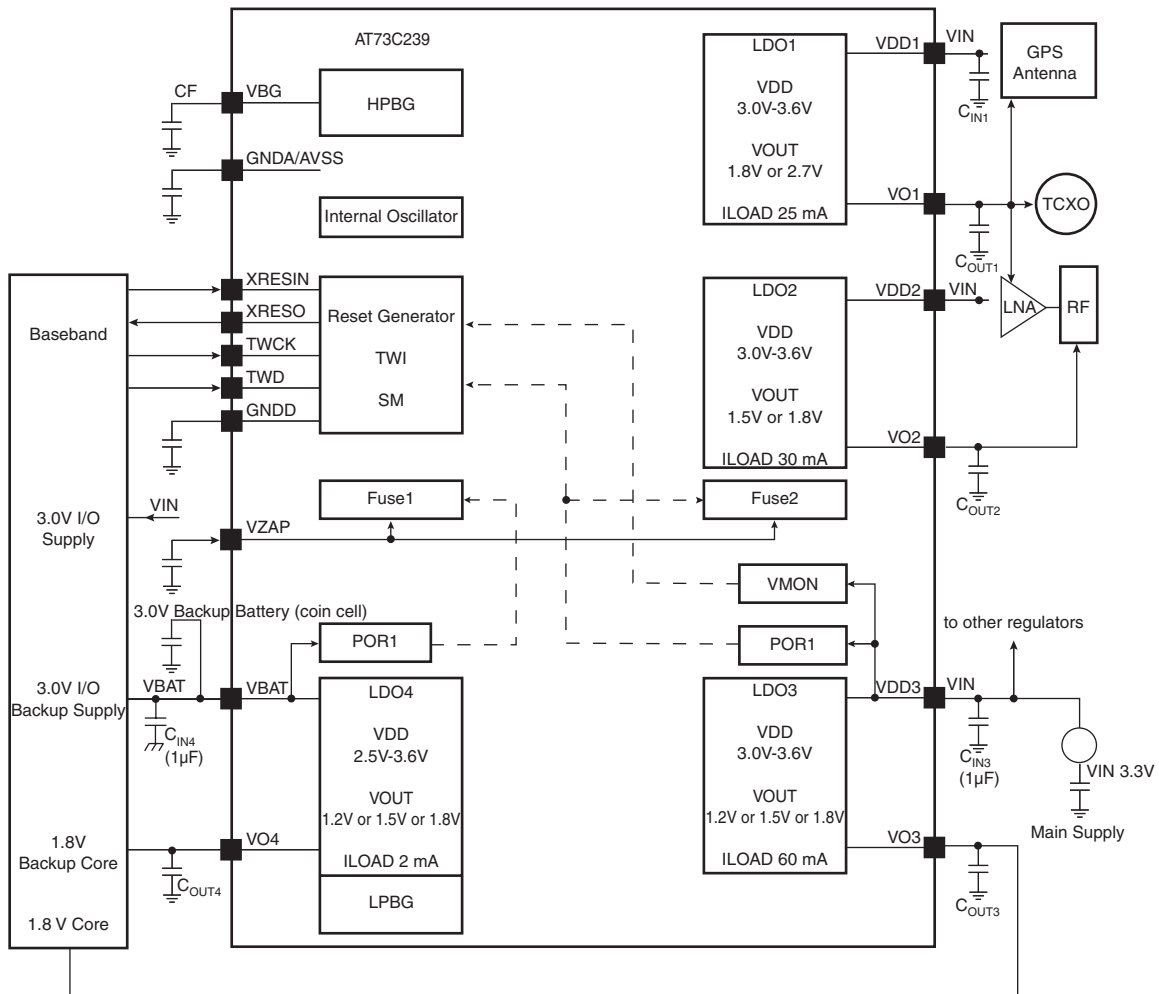 AT73C239
CF
VBG
HPBG
GNDA/AVSS
Internal Oscillator
LDO1
VDD
3.0V-3.6V
VOUT
1.8V or 2.7V
ILOAD 25 mA
VDD1
VIN
C_IN1
GPS
Antenna
VO1
TCXO
C_OUT1
Baseband
XRESIN
XRESO
TWCK
TWD
GNDD
Reset Generator
TWI
SM
LDO2
VDD
3.0V-3.6V
VOUT
1.5V or 1.8V
ILOAD 30 mA
VDD2
VIN
LNA
RF
VO2
C_OUT2
3.0V I/O
Supply
VIN
VZAP
Fuse1
Fuse2
VMON
3.0V Backup Battery (coin cell)
POR1
POR1
to other regulators
3.0V I/O
Backup Supply
VBAT
VBAT
C_IN4
(1µF)
LDO4
VDD
2.5V-3.6V
VOUT
1.2V or 1.5V or 1.8V
ILOAD 2 mA
LPBG
LDO3
VDD
3.0V-3.6V
VOUT
1.2V or 1.5V or 1.8V
ILOAD 60 mA
VDD3
VIN
C_IN3
(1µF)
VIN 3.3V
Main Supply
1.8V
Backup Core
VO4
C_OUT4
VO3
C_OUT3
1.8 V Core